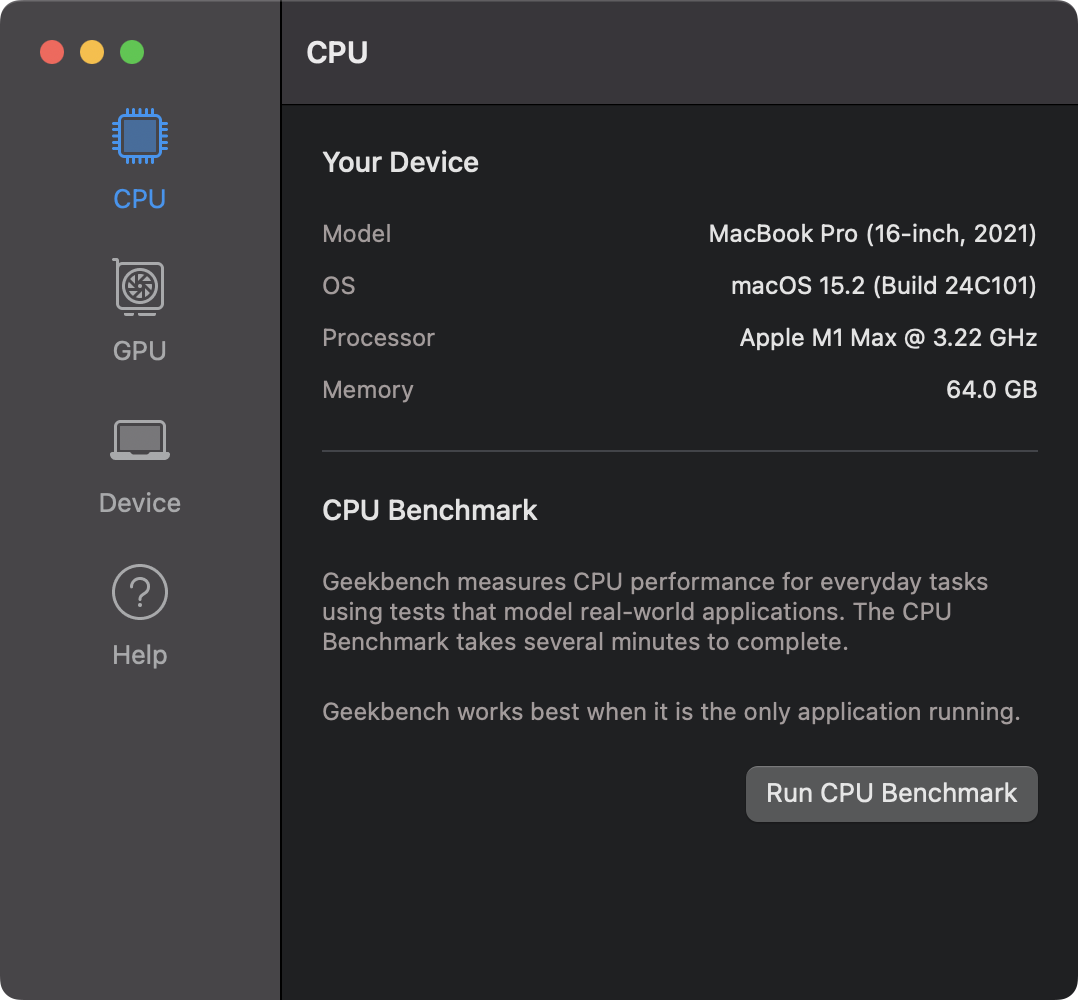 CPU
CPU
GPU
Device
?
Help
Your Device
Model MacBook Pro (16-inch, 2021)
OS macOS 15.2 (Build 24C101)
Processor Apple M1 Max @ 3.22 GHz
Memory 64.0 GB
CPU Benchmark
Geekbench measures CPU performance for everyday tasks
using tests that model real-world applications. The CPU
Benchmark takes several minutes to complete.
Geekbench works best when it is the only application running.
Run CPU Benchmark